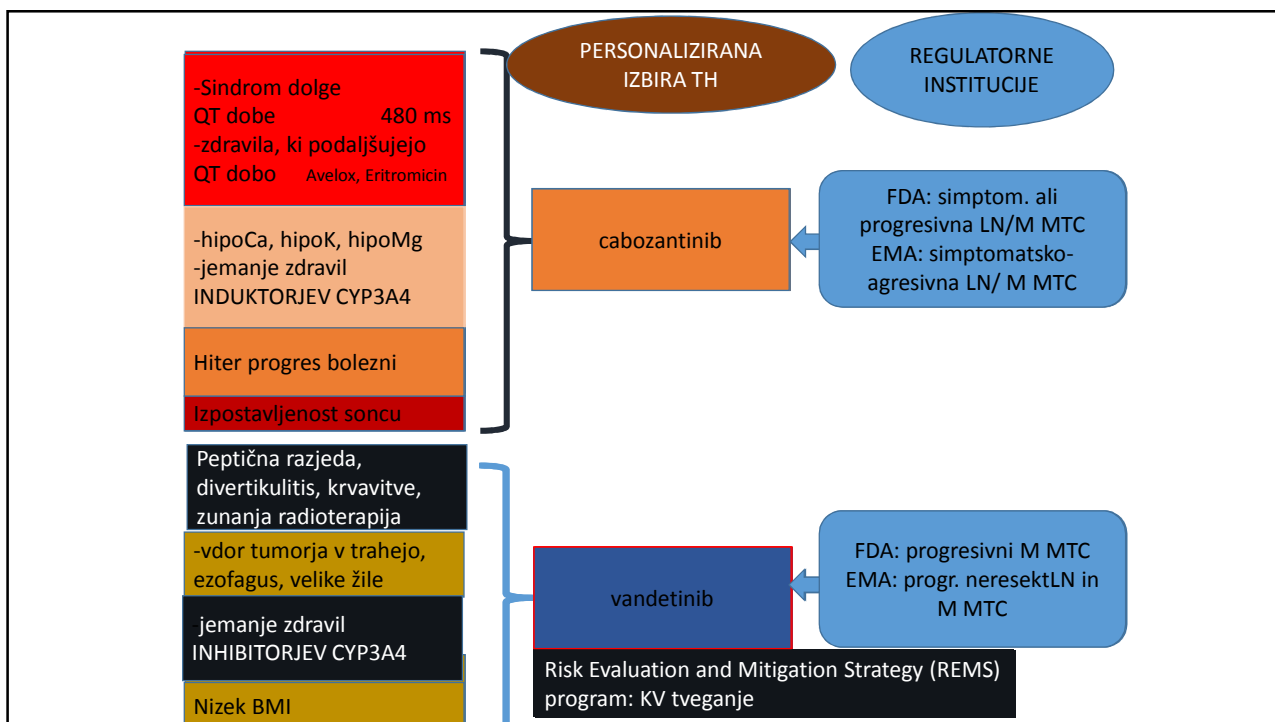 PERSONALIZIRANA
IZBIRA TH
REGULATORNE
INSTITUCIJE
-Sindrom dolge
QT dobe 480 ms
-zdravila, ki podaljšujejo
QT dobo Avelox, Eritromicin
-hipoCa, hipoK, hipoMg
-jemanje zdravil
INDUKTORJEV CYP3A4
Hiter progres bolezni
Izpostavljenost soncu
cabozantinib
FDA: simptom. ali
progresivna LN/M MTC
EMA: simptomatsko-
agresivna LN/ M MTC
Peptična razjeda,
divertikulitis, krvavitve,
zunanja radioterapija
-vdor tumorja v trahejo,
ezofagus, velike žile
-jemanje zdravil
INHIBITORJEV CYP3A4
Nizek BMI
vandetinib
FDA: progresivni M MTC
EMA: progr. neresektLN in
M MTC
Risk Evaluation and Mitigation Strategy (REMS)
program: KV tveganje